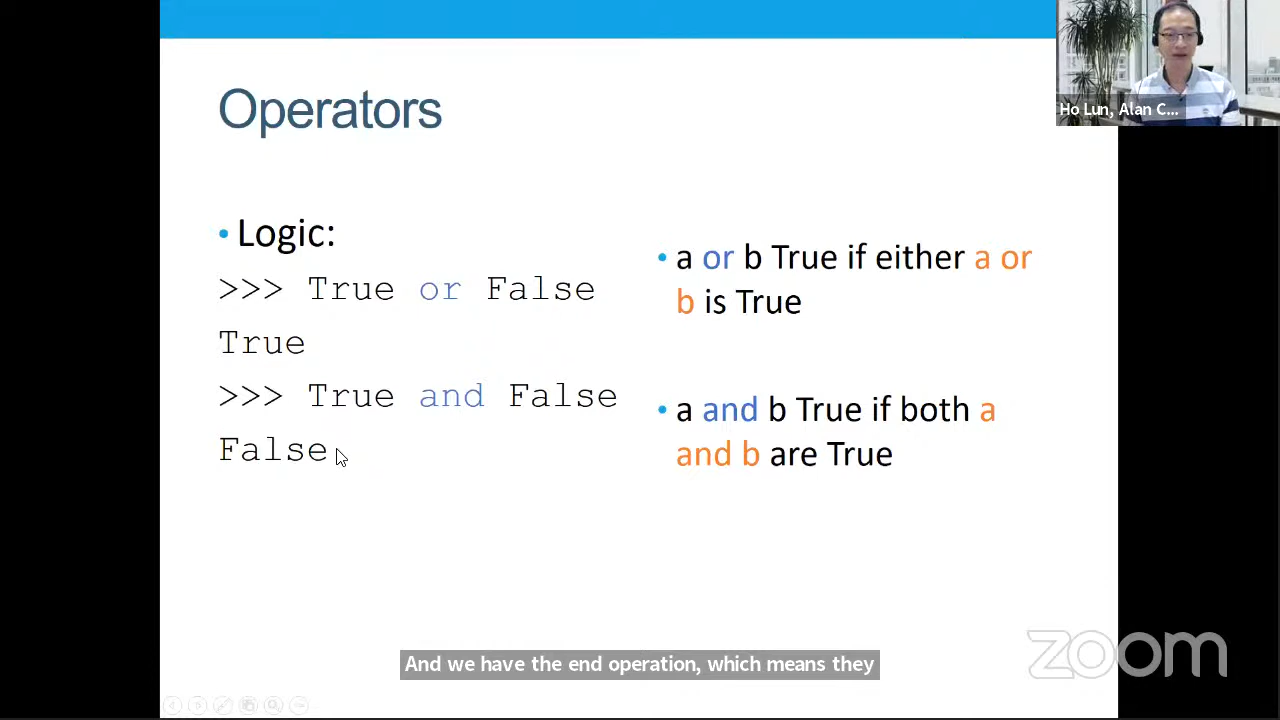 Ho Lun, Alan C...
Operators
• Logic:
>>> True or False
True
>>> True and False
False
• a or b True if either a or
b is True
• a and b True if both a
and b are True
And we have the end operation, which means they
zoom